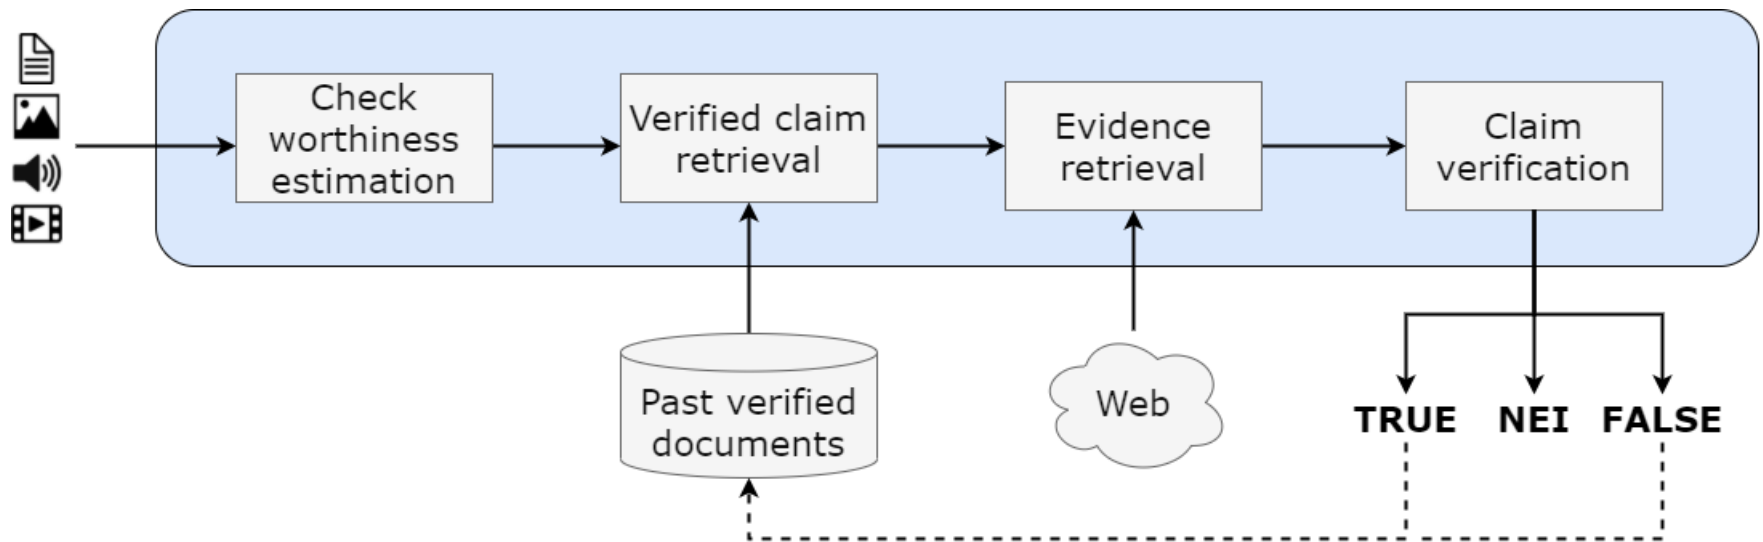 Check
worthiness
estimation
Verified claim
retrieval
Evidence
retrieval
Claim
verification
Past verified
documents
Web
TRUE
NEI
FALSE